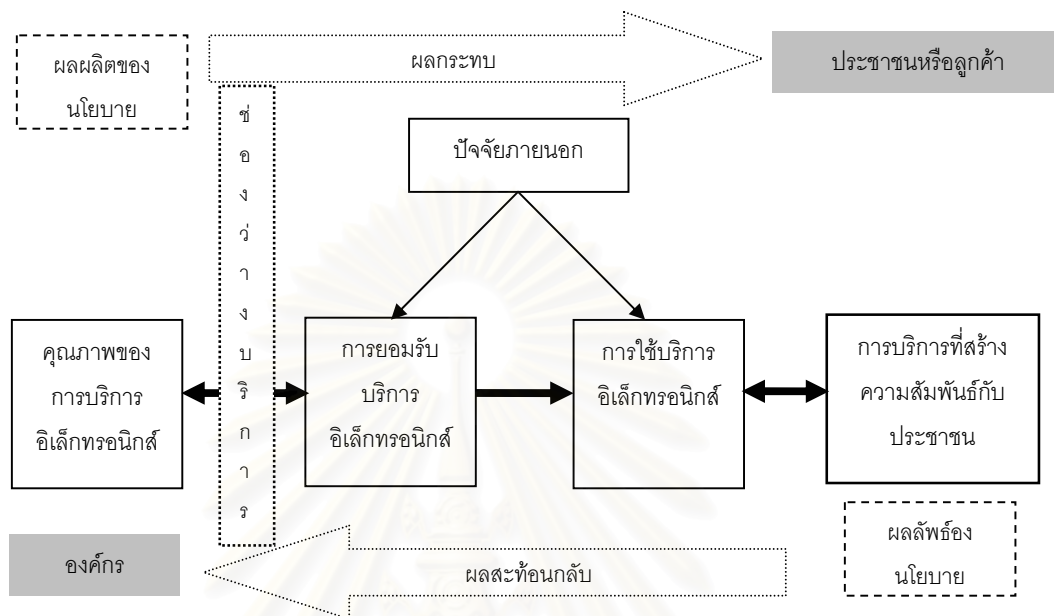 ผลผลิตของ
นโยบาย
ผลกระทบ
ประชาชนหรือลูกค้า
ช่องว่างบริการ
ปัจจัยภายนอก
คุณภาพของ
การบริการ
อิเล็กทรอนิกส์
การยอมรับ
บริการ
อิเล็กทรอนิกส์
การใช้บริการ
อิเล็กทรอนิกส์
การบริการที่สร้าง
ความสัมพันธ์กับ
ประชาชน
องค์กร
ผลสะท้อนกลับ
ผลลัพธ์อง
นโยบาย